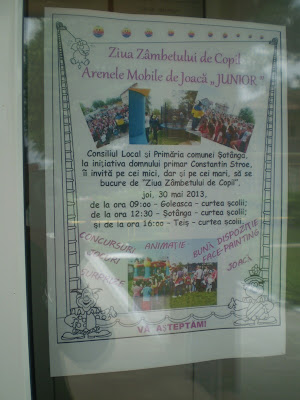 Ziua Zâmbetului de Copil
Arenele Mobile de Joacă „ JUNIOR "
Consiliul Local și Primăria comunei Șotânga,
la inițiativa domnului primar Constantin Stroe,
îi invită pe cei mici, dar și pe cei mari, să se
bucure de "Ziua Zâmbetului de Copil",
joi, 30 mai 2013,
de la ora 09:00 - Goleasca - curtea școlii;
de la ora 12:30 - Șotânga - curtea școlii;
și de la ora 16:00 - Teiș - curtea școlii;
CONCURSURI
ANIMAȚIE
BUNĂ DISPOZIȚIE
JOCURI
FACE-PAINTING
SURPRIZE
JOACĂ
VĂ AȘTEPTĂM!